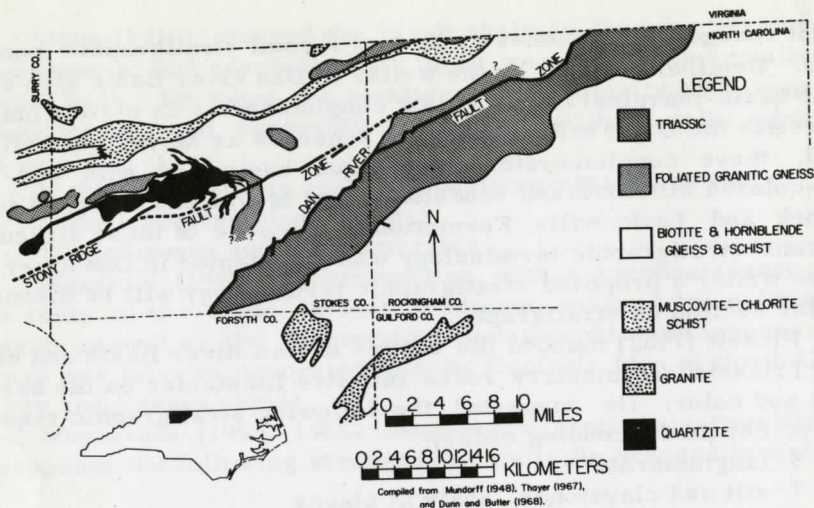 VIRGINIA
NORTH CAROLINA
SURRY CO.
LEGEND
TRIASSIC
FOLIATED GRANITIC GNEISS
BIOTITE & HORNBLENDE
GNEISS & SCHIST
MUSCOVITE-CHLORITE
SCHIST
GRANITE
QUARTZITE
?
DAN RIVER FAULT ZONE
STONY RIDGE FAULT ZONE
? ?
N
STOKES CO. ROCKINGHAM CO.
FORSYTH CO. GUILFORD CO.
0 2 4 6 8 10
MILES
0 2 4 6 8 10 12 14 16
KILOMETERS
Compiled from Mundorff (1948), Thayer (1967),
and Dunn and Butler (1968).